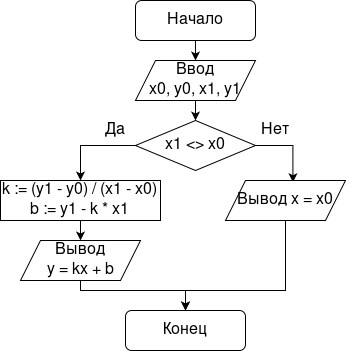 Начало
Ввод
x0, y0, x1, y1
Да
Нет
x1 <> x0
k := (y1 - y0) / (x1 - x0)
b := y1 - k * x1
Вывод x = x0
Вывод
y = kx + b
Конец